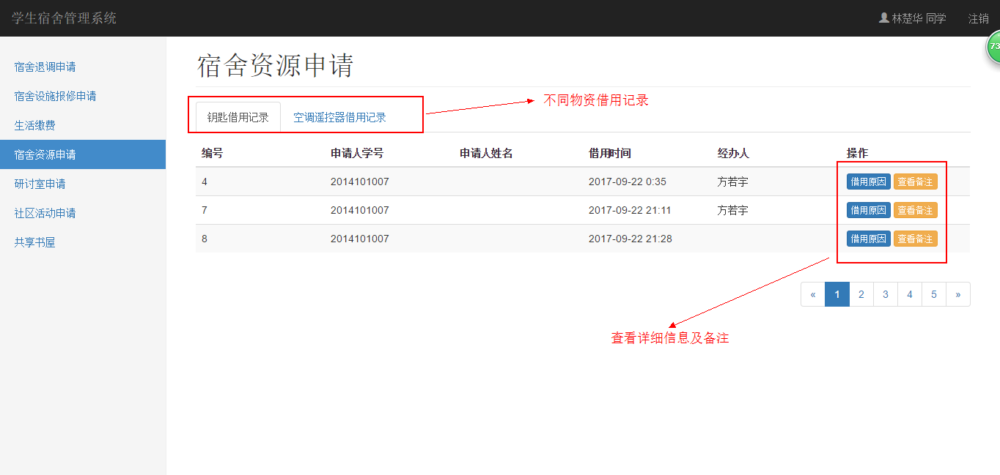 学生宿舍管理系统
林楚华 同学
注销
73
宿舍退调申请
宿舍设施报修申请
生活缴费
宿舍资源申请
研讨室申请
社区活动申请
共享书屋
宿舍资源申请
钥匙借用记录
空调遥控器借用记录
不同物资借用记录
编号 申请人学号 申请人姓名 借用时间 经办人 操作
4 2014101007 2017-09-22 0:35 方若宇 借用原因 查看备注
7 2014101007 2017-09-22 21:11 方若宇 借用原因 查看备注
8 2014101007 2017-09-22 21:28 借用原因 查看备注
« 1 2 3 4 5 »
查看详细信息及备注